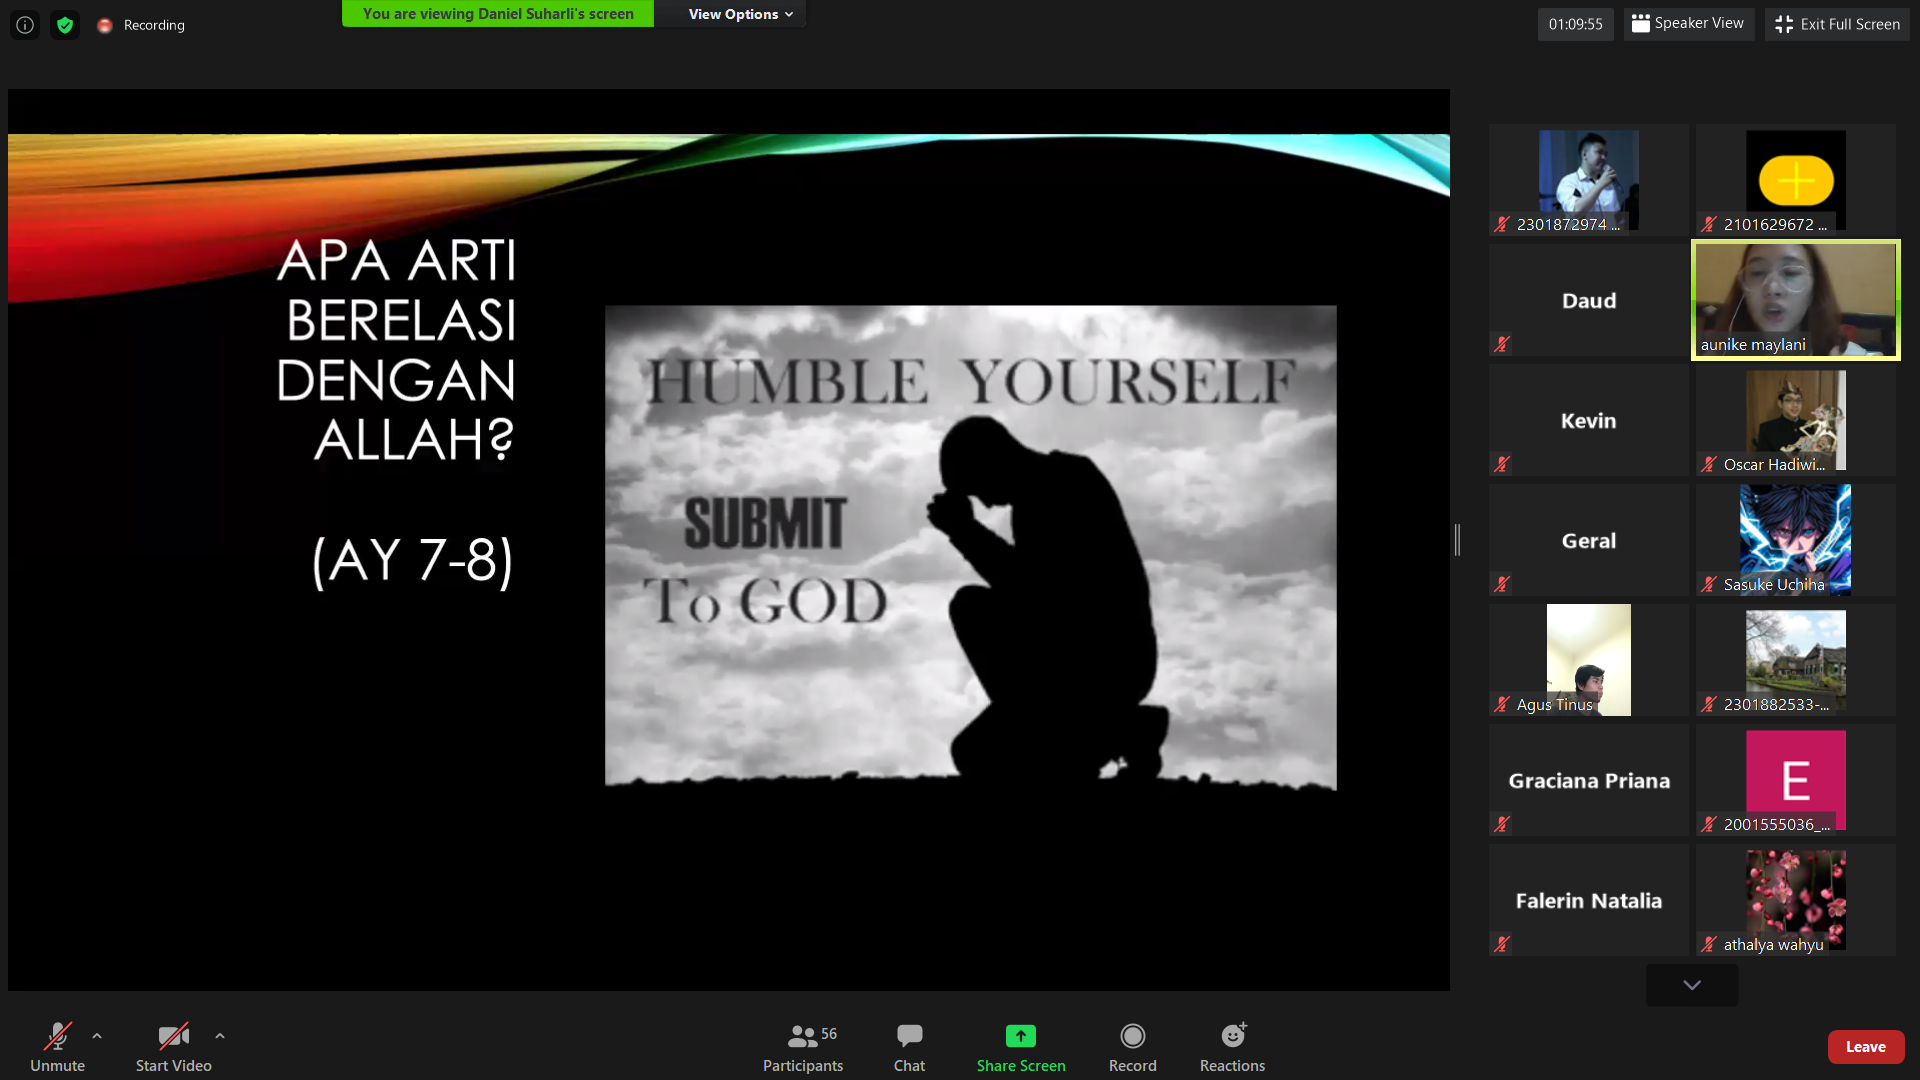 Recording
You are viewing Daniel Suharli's screen
View Options
01:09:55
Speaker View
Exit Full Screen
APA ARTI
BERELASI
DENGAN
ALLAH?
(AY 7-8)
HUMBLE YOURSELF
SUBMIT
To GOD
2301872974 ...
2101629672 ...
Daud
aunike maylani
Kevin
Oscar Hadiwi...
Geral
Sasuke Uchiha
Agus Tinus
2301882533-...
Graciana Priana
E
2001555036_...
Falerin Natalia
athalya wahyu
Unmute
Start Video
Participants
56
Chat
Share Screen
Record
Reactions
Leave